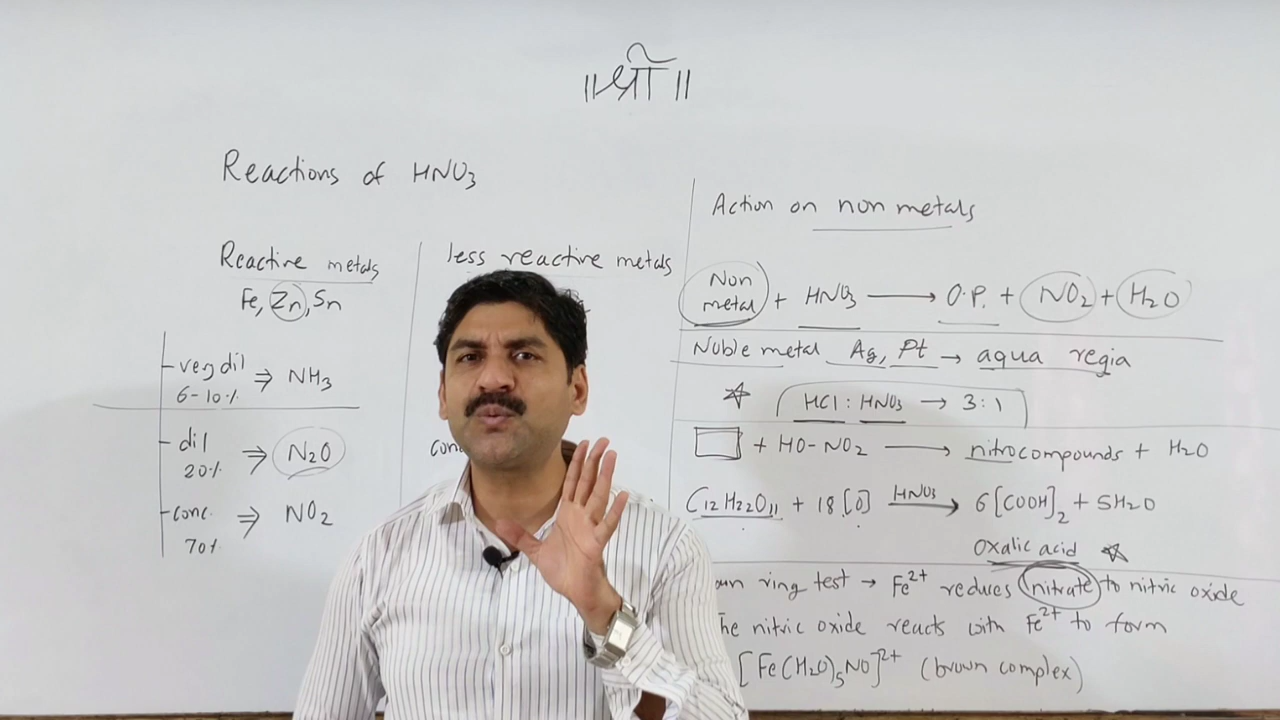 ॥श्री॥
Reactions of HNO3
Reactive metals
Fe, Zn, Sn
very dil ⇒ NH3
6-10%
dil ⇒ N2O
20%
conc. ⇒ NO2
70%
less reactive metals
Action on non metals
Non metal + HNO3 ⟶ O.P. + NO2 + H2O
Noble metal Ag, Pt → aqua regia
☆ HCl : HNO3 → 3:1
□ + HO-NO2 ⟶ nitrocompounds + H2O
C12H22O11 + 18[O] —HNO3→ 6[COOH]2 + 5H2O
Oxalic acid ☆
ring test → Fe2+ reduces nitrate to nitric oxide
nitric oxide reacts with Fe2+ to form
[Fe(H2O)5NO]2+ (brown complex)